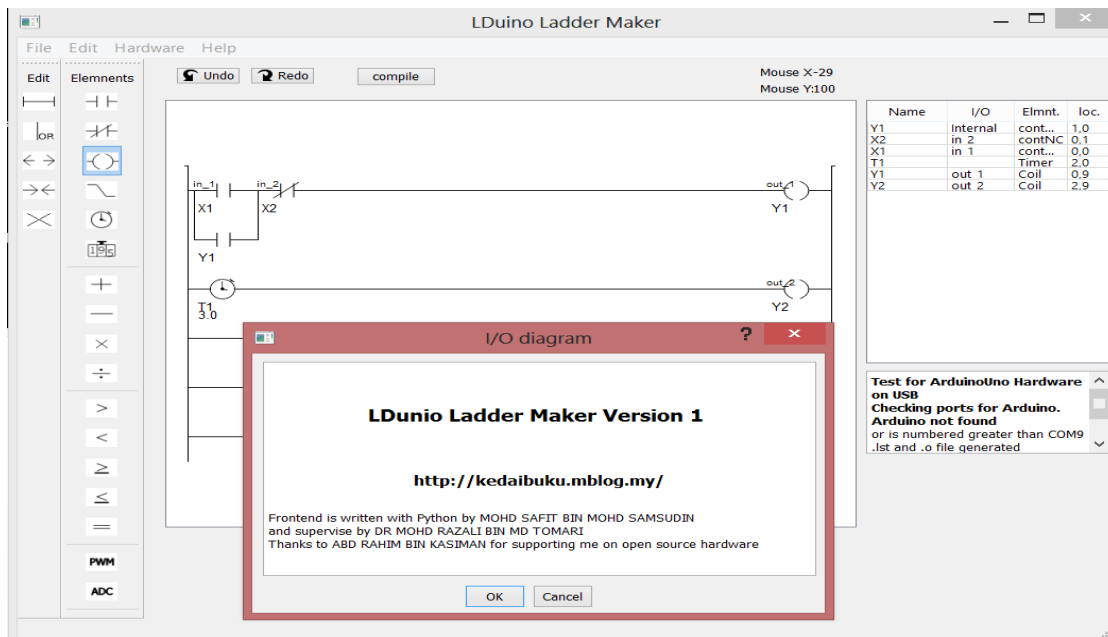 LDuino Ladder Maker
File Edit Hardware Help
Edit Elemnents
Undo Redo compile
Mouse X-29
Mouse Y:100
OR
195
PWM
ADC
in_1 in_2 out_1
X1 X2 Y1
Y1
out_2
T1 Y2
3.0
Name I/O Elmnt. loc.
Y1 Internal cont... 1,0
X2 in 2 contNC 0,1
X1 in 1 cont... 0,0
T1 Timer 2,0
Y1 out 1 Coil 0,9
Y2 out 2 Coil 2,9
Test for ArduinoUno Hardware
on USB
Checking ports for Arduino.
Arduino not found
or is numbered greater than COM9
.lst and .o file generated
I/O diagram
LDunio Ladder Maker Version 1
http://kedaibuku.mblog.my/
Frontend is written with Python by MOHD SAFIT BIN MOHD SAMSUDIN
and supervise by DR MOHD RAZALI BIN MD TOMARI
Thanks to ABD RAHIM BIN KASIMAN for supporting me on open source hardware
OK Cancel